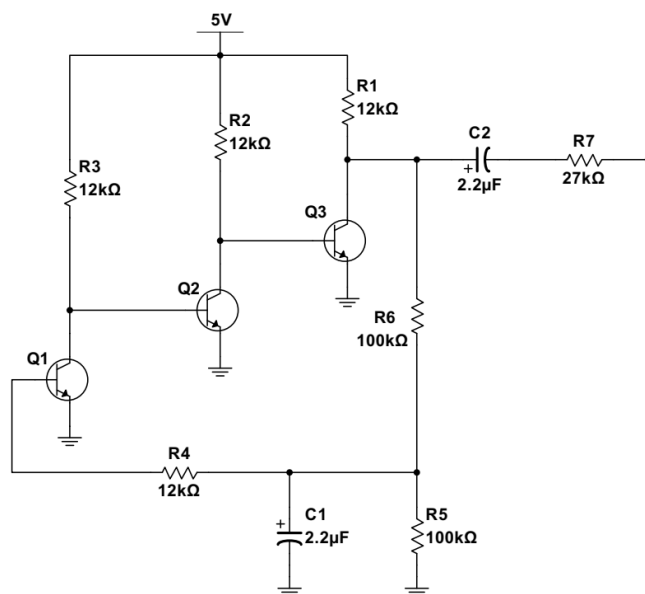 5V
R1
12kΩ
R2
12kΩ
C2
+
2.2µF
R7
27kΩ
R3
12kΩ
Q3
Q2
R6
100kΩ
Q1
R4
12kΩ
C1
+
2.2µF
R5
100kΩ